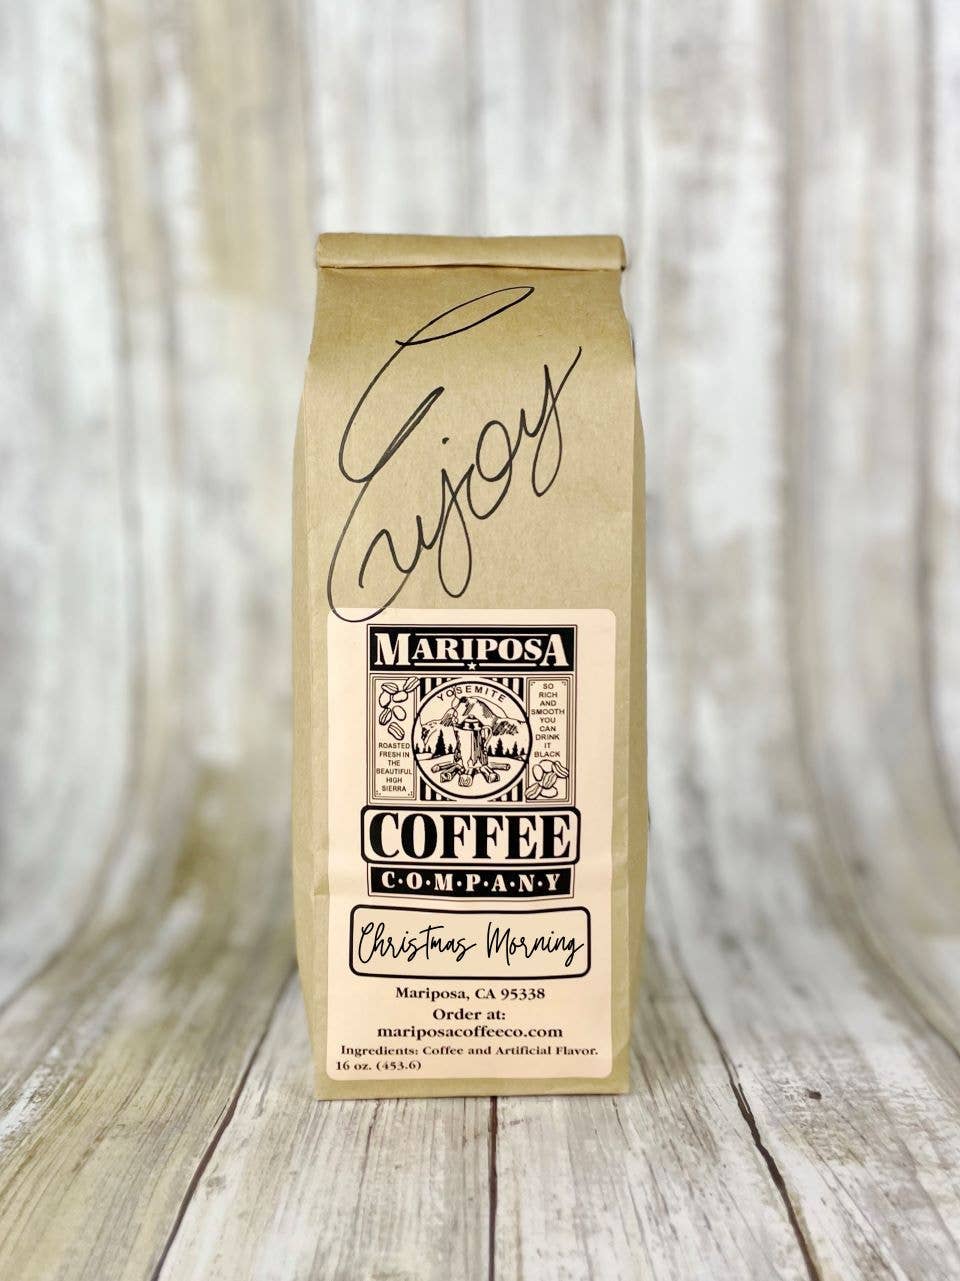 Enjoy
MARIPOSA
YOSEMITE
ROASTED
FRESH IN
THE
BEAUTIFUL
HIGH
SIERRA
SO
RICH
AND
SMOOTH
YOU
CAN
DRINK
IT
BLACK
COFFEE
C·O·M·P·A·N·Y
Christmas Morning
Mariposa, CA 95338
Order at:
mariposacoffeeco.com
Ingredients: Coffee and Artificial Flavor.
16 oz. (453.6)